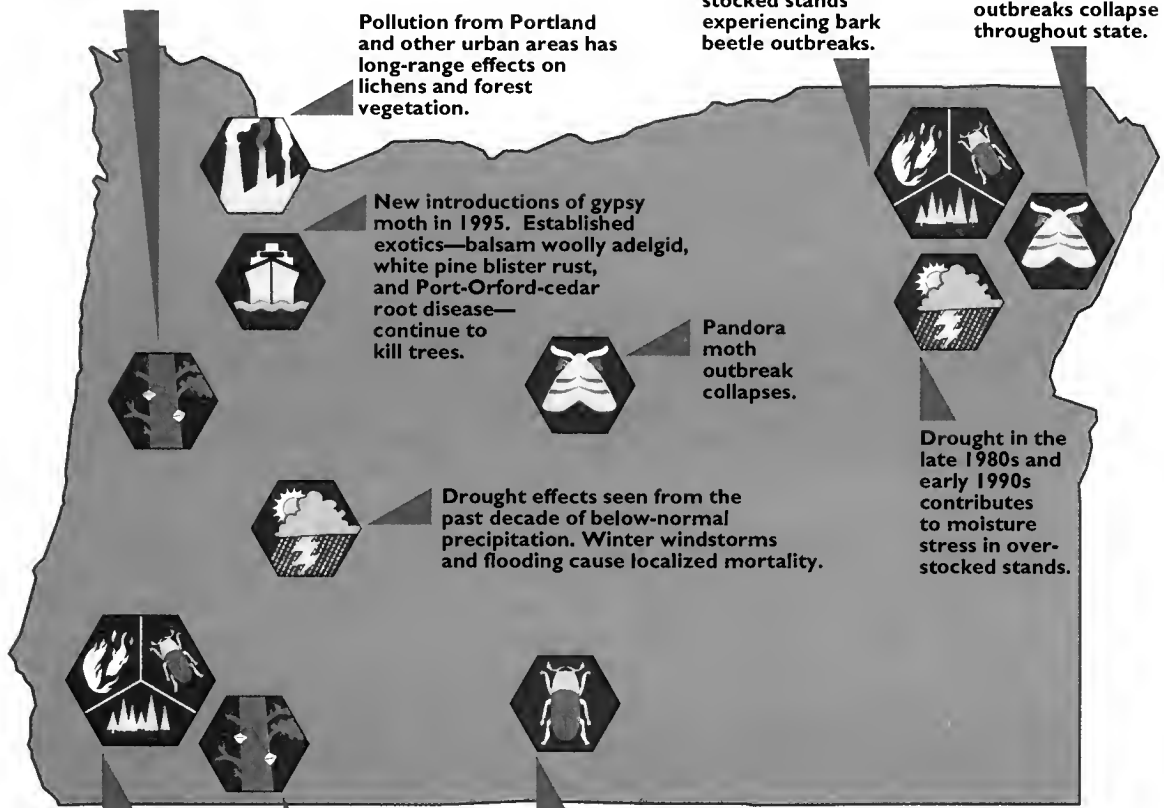 Pollution from Portland
and other urban areas has
long-range effects on
lichens and forest
vegetation.
stocked stands
experiencing bark
beetle outbreaks.
outbreaks collapse
throughout state.
New introductions of gypsy
moth in 1995. Established
exotics—balsam woolly adelgid,
white pine blister rust,
and Port-Orford-cedar
root disease—
continue to
kill trees.
Pandora
moth
outbreak
collapses.
Drought in the
late 1980s and
early 1990s
contributes
to moisture
stress in over-
stocked stands.
Drought effects seen from the
past decade of below-normal
precipitation. Winter windstorms
and flooding cause localized mortality.